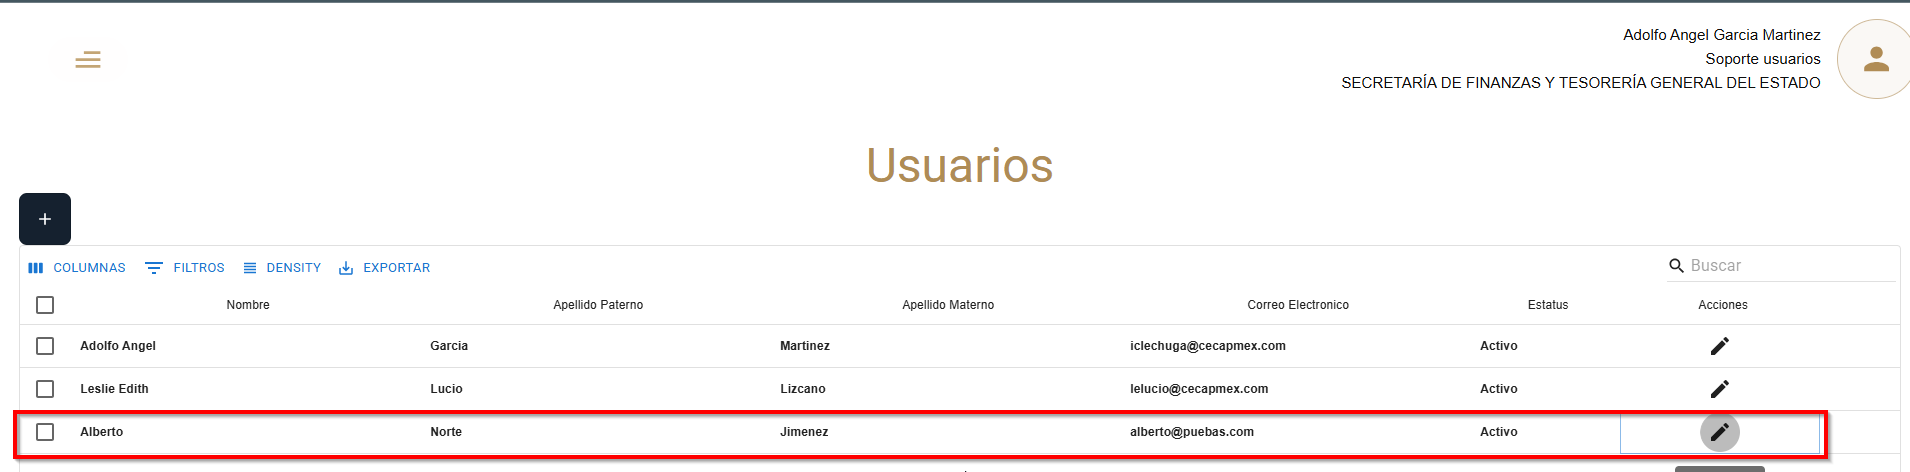 Adolfo Angel Garcia Martinez
Soporte usuarios
SECRETARÍA DE FINANZAS Y TESORERÍA GENERAL DEL ESTADO
Usuarios
+
COLUMNAS FILTROS DENSITY EXPORTAR Buscar
Nombre Apellido Paterno Apellido Materno Correo Electronico Estatus Acciones
Adolfo Angel Garcia Martinez iclechuga@cecapmex.com Activo
Leslie Edith Lucio Lizcano lelucio@cecapmex.com Activo
Alberto Norte Jimenez alberto@puebas.com Activo